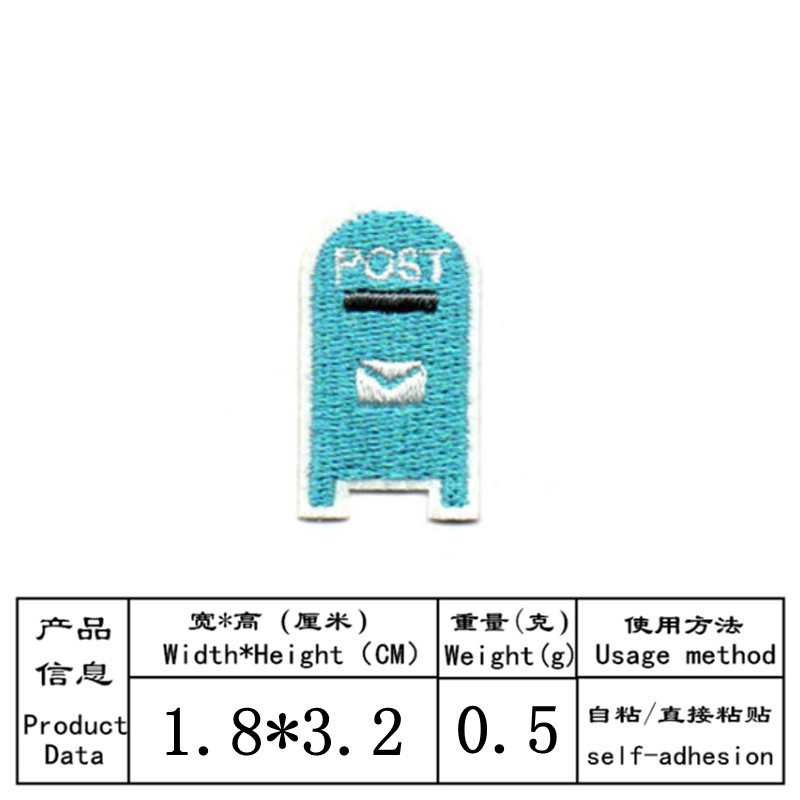 POST
产品
信息
Product
Data
宽*高 (厘米)
Width*Height (CM)
重量(克)
Weight(g)
使用方法
Usage method
1.8*3.2
0.5
自粘/直接粘贴
self-adhesion